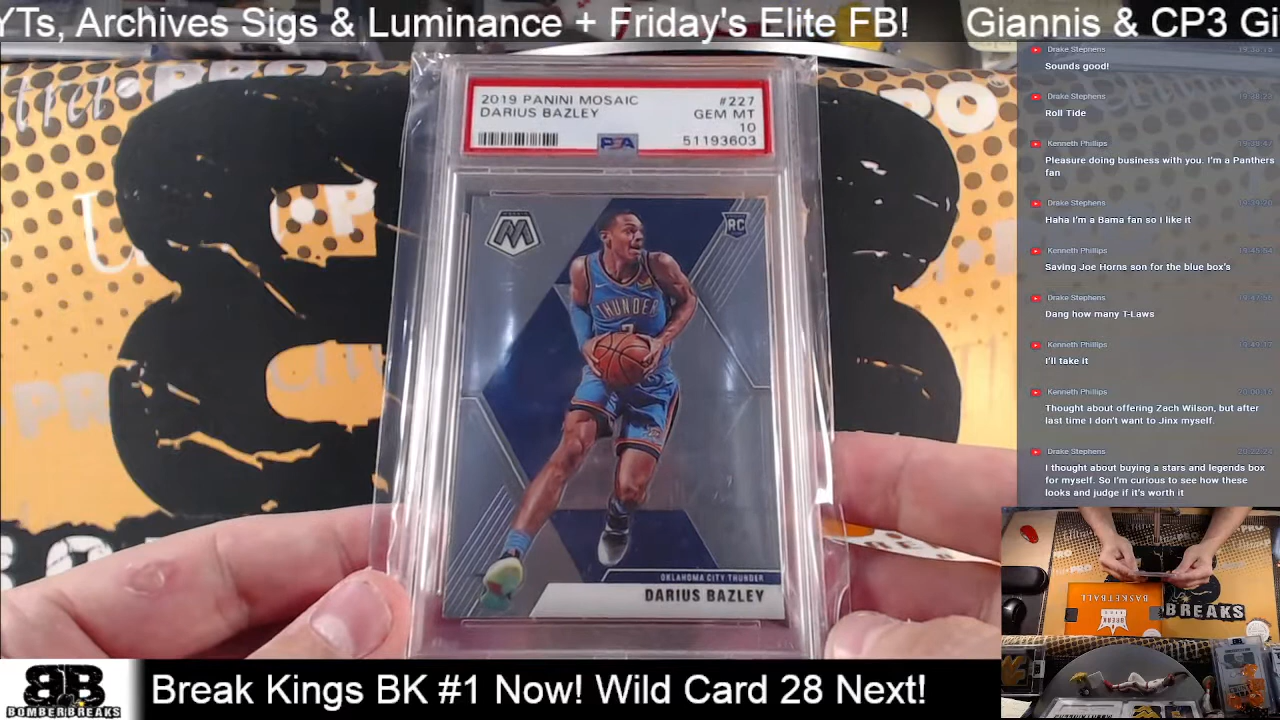 YTs, Archives Sigs & Luminance + Friday's Elite FB! Giannis & CP3 Gi
2019 PANINI MOSAIC #227
DARIUS BAZLEY GEM MT
10
51193603
PSA
RC
THUNDER
OKLAHOMA CITY THUNDER
DARIUS BAZLEY
Drake Stephens
Sounds good!
Drake Stephens
Roll Tide
Kenneth Phillips
Pleasure doing business with you. I'm a Panthers
fan
Drake Stephens
Haha I'm a Bama fan so I like it
Kenneth Phillips
Saving Joe Horns son for the blue box's
Drake Stephens
Dang how many T-Laws
Kenneth Phillips
I'll take it
Kenneth Phillips
Thought about offering Zach Wilson, but after
last time I don't want to Jinx myself.
Drake Stephens
I thought about buying a stars and legends box
for myself. So I'm curious to see how these
looks and judge if it's worth it
BASKETBALL
BREAK
BREAKS
BOMBERBREAKS
Break Kings BK #1 Now! Wild Card 28 Next!